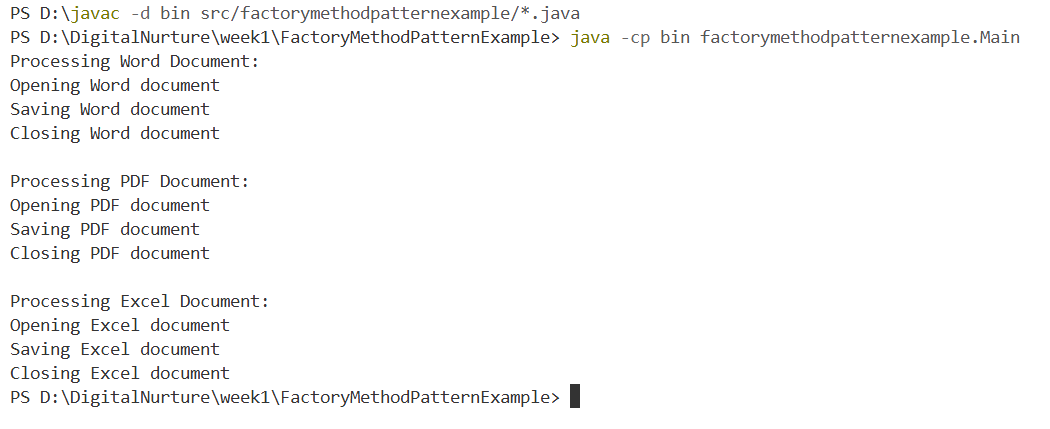 PS D:\javac -d bin src/factorymethodpatternexample/*.java
PS D:\DigitalNurture\week1\FactoryMethodPatternExample> java -cp bin factorymethodpatternexample.Main
Processing Word Document:
Opening Word document
Saving Word document
Closing Word document

Processing PDF Document:
Opening PDF document
Saving PDF document
Closing PDF document

Processing Excel Document:
Opening Excel document
Saving Excel document
Closing Excel document
PS D:\DigitalNurture\week1\FactoryMethodPatternExample>